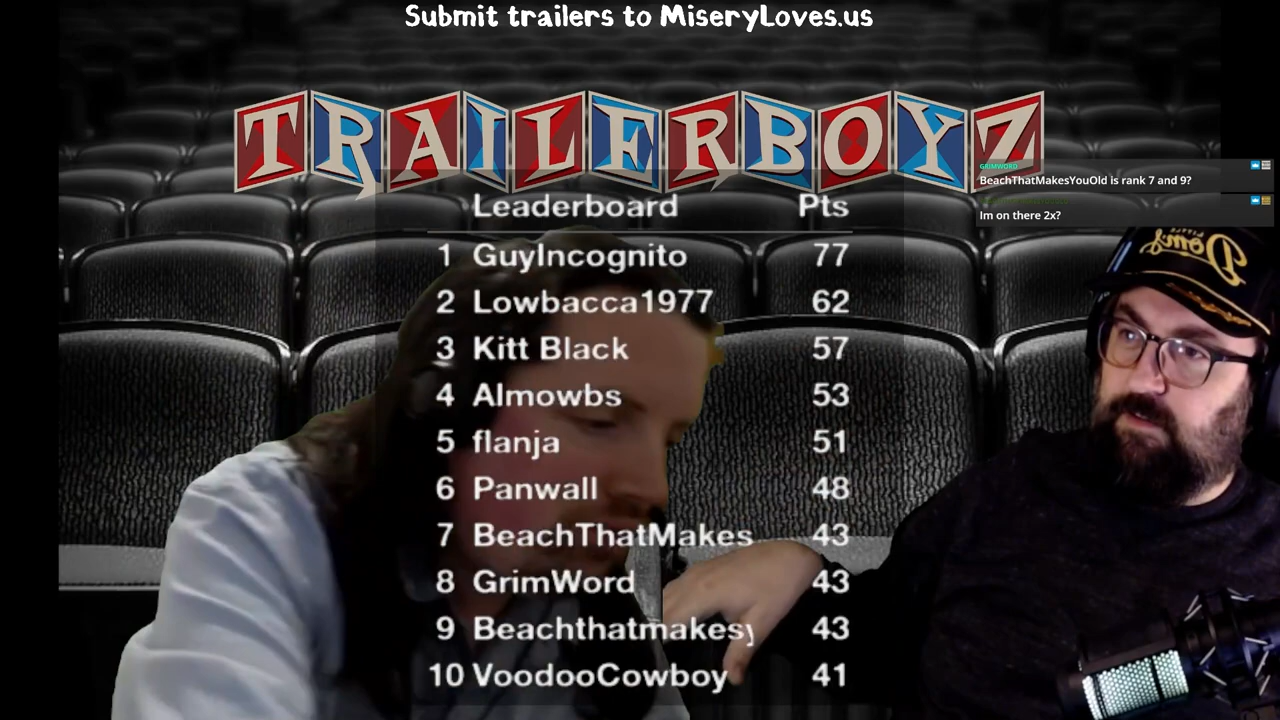 Submit trailers to MiseryLoves.us
TRAILERBOYZ
GRIMWORD
BeachThatMakesYouOld is rank 7 and 9?
Im on there 2x?
Leaderboard Pts
1 GuyIncognito 77
2 Lowbacca1977 62
3 Kitt Black 57
4 Almowbs 53
5 flanja 51
6 Panwall 48
7 BeachThatMakes 43
8 GrimWord 43
9 Beachthatmakesy 43
10 VoodooCowboy 41
Dom's